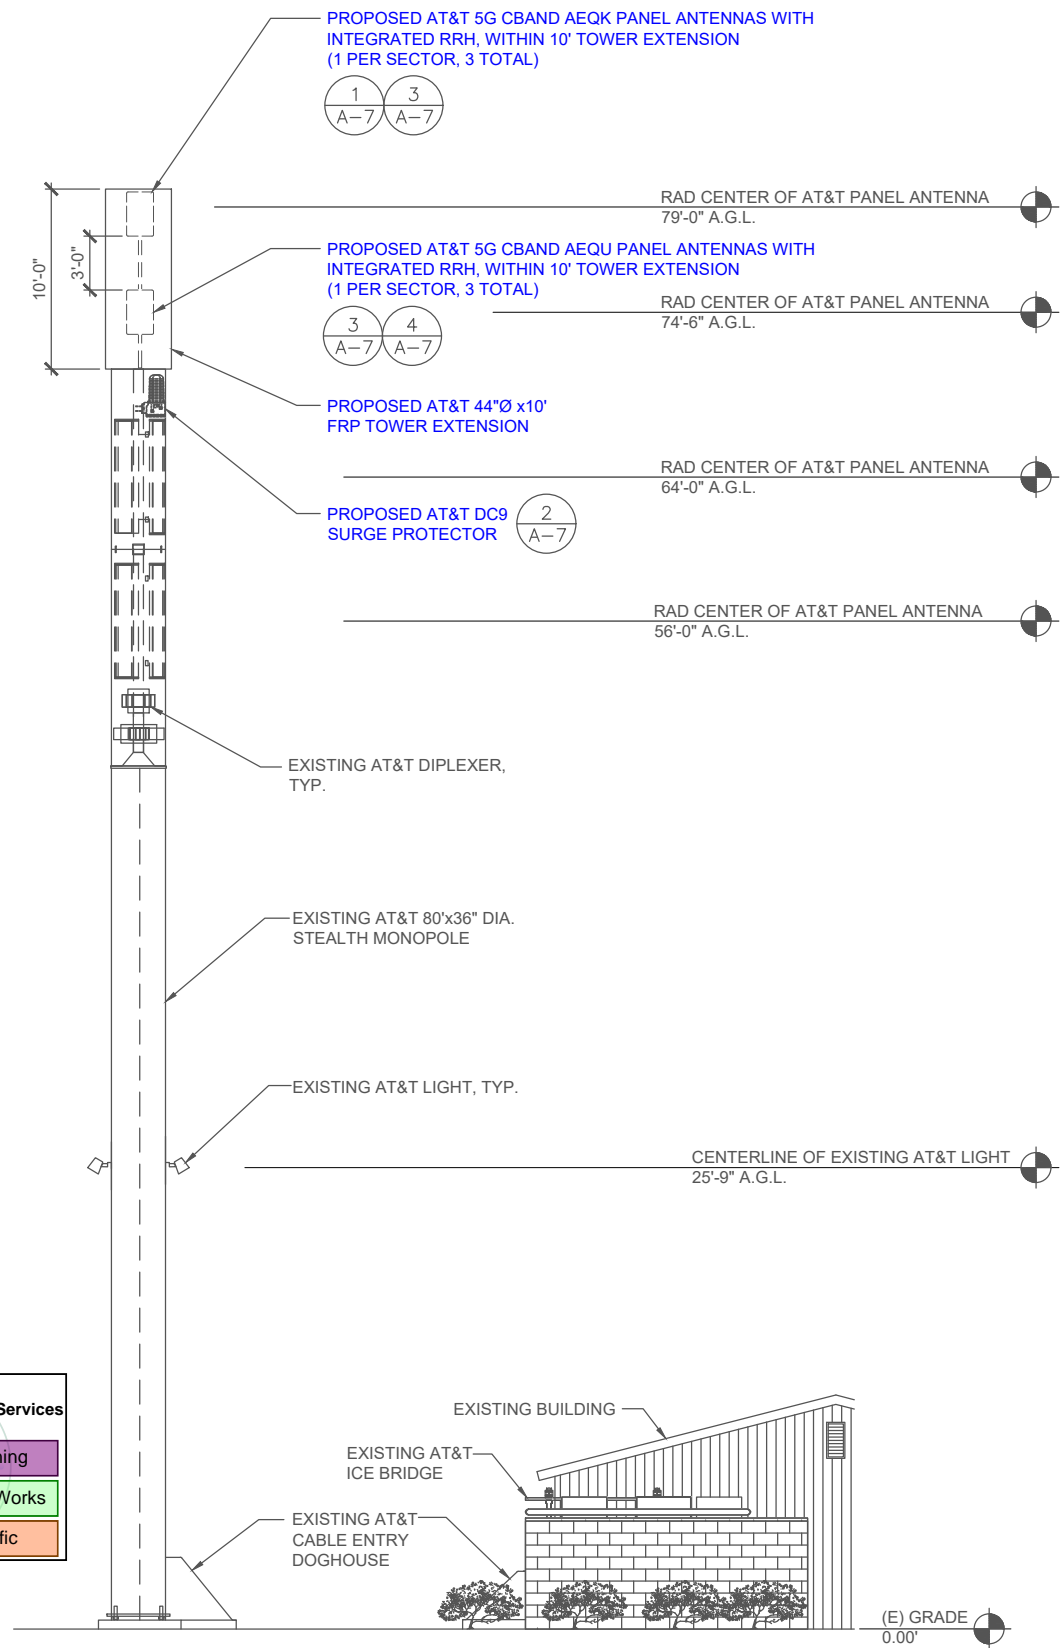 PROPOSED AT&T 5G CBAND AEQK PANEL ANTENNAS WITH
INTEGRATED RRH, WITHIN 10' TOWER EXTENSION
(1 PER SECTOR, 3 TOTAL)
1
A-7
3
A-7
RAD CENTER OF AT&T PANEL ANTENNA
79'-0" A.G.L.
10'-0"
3'-0"
PROPOSED AT&T 5G CBAND AEQU PANEL ANTENNAS WITH
INTEGRATED RRH, WITHIN 10' TOWER EXTENSION
(1 PER SECTOR, 3 TOTAL)
3
A-7
4
A-7
RAD CENTER OF AT&T PANEL ANTENNA
74'-6" A.G.L.
PROPOSED AT&T 44"Ø x10'
FRP TOWER EXTENSION
RAD CENTER OF AT&T PANEL ANTENNA
64'-0" A.G.L.
PROPOSED AT&T DC9
SURGE PROTECTOR
2
A-7
RAD CENTER OF AT&T PANEL ANTENNA
56'-0" A.G.L.
EXISTING AT&T DIPLEXER,
TYP.
EXISTING AT&T 80'x36" DIA.
STEALTH MONOPOLE
EXISTING AT&T LIGHT, TYP.
CENTERLINE OF EXISTING AT&T LIGHT
25'-9" A.G.L.
Services
ning
Works
fic
EXISTING BUILDING
EXISTING AT&T
ICE BRIDGE
EXISTING AT&T
CABLE ENTRY
DOGHOUSE
(E) GRADE
0.00'